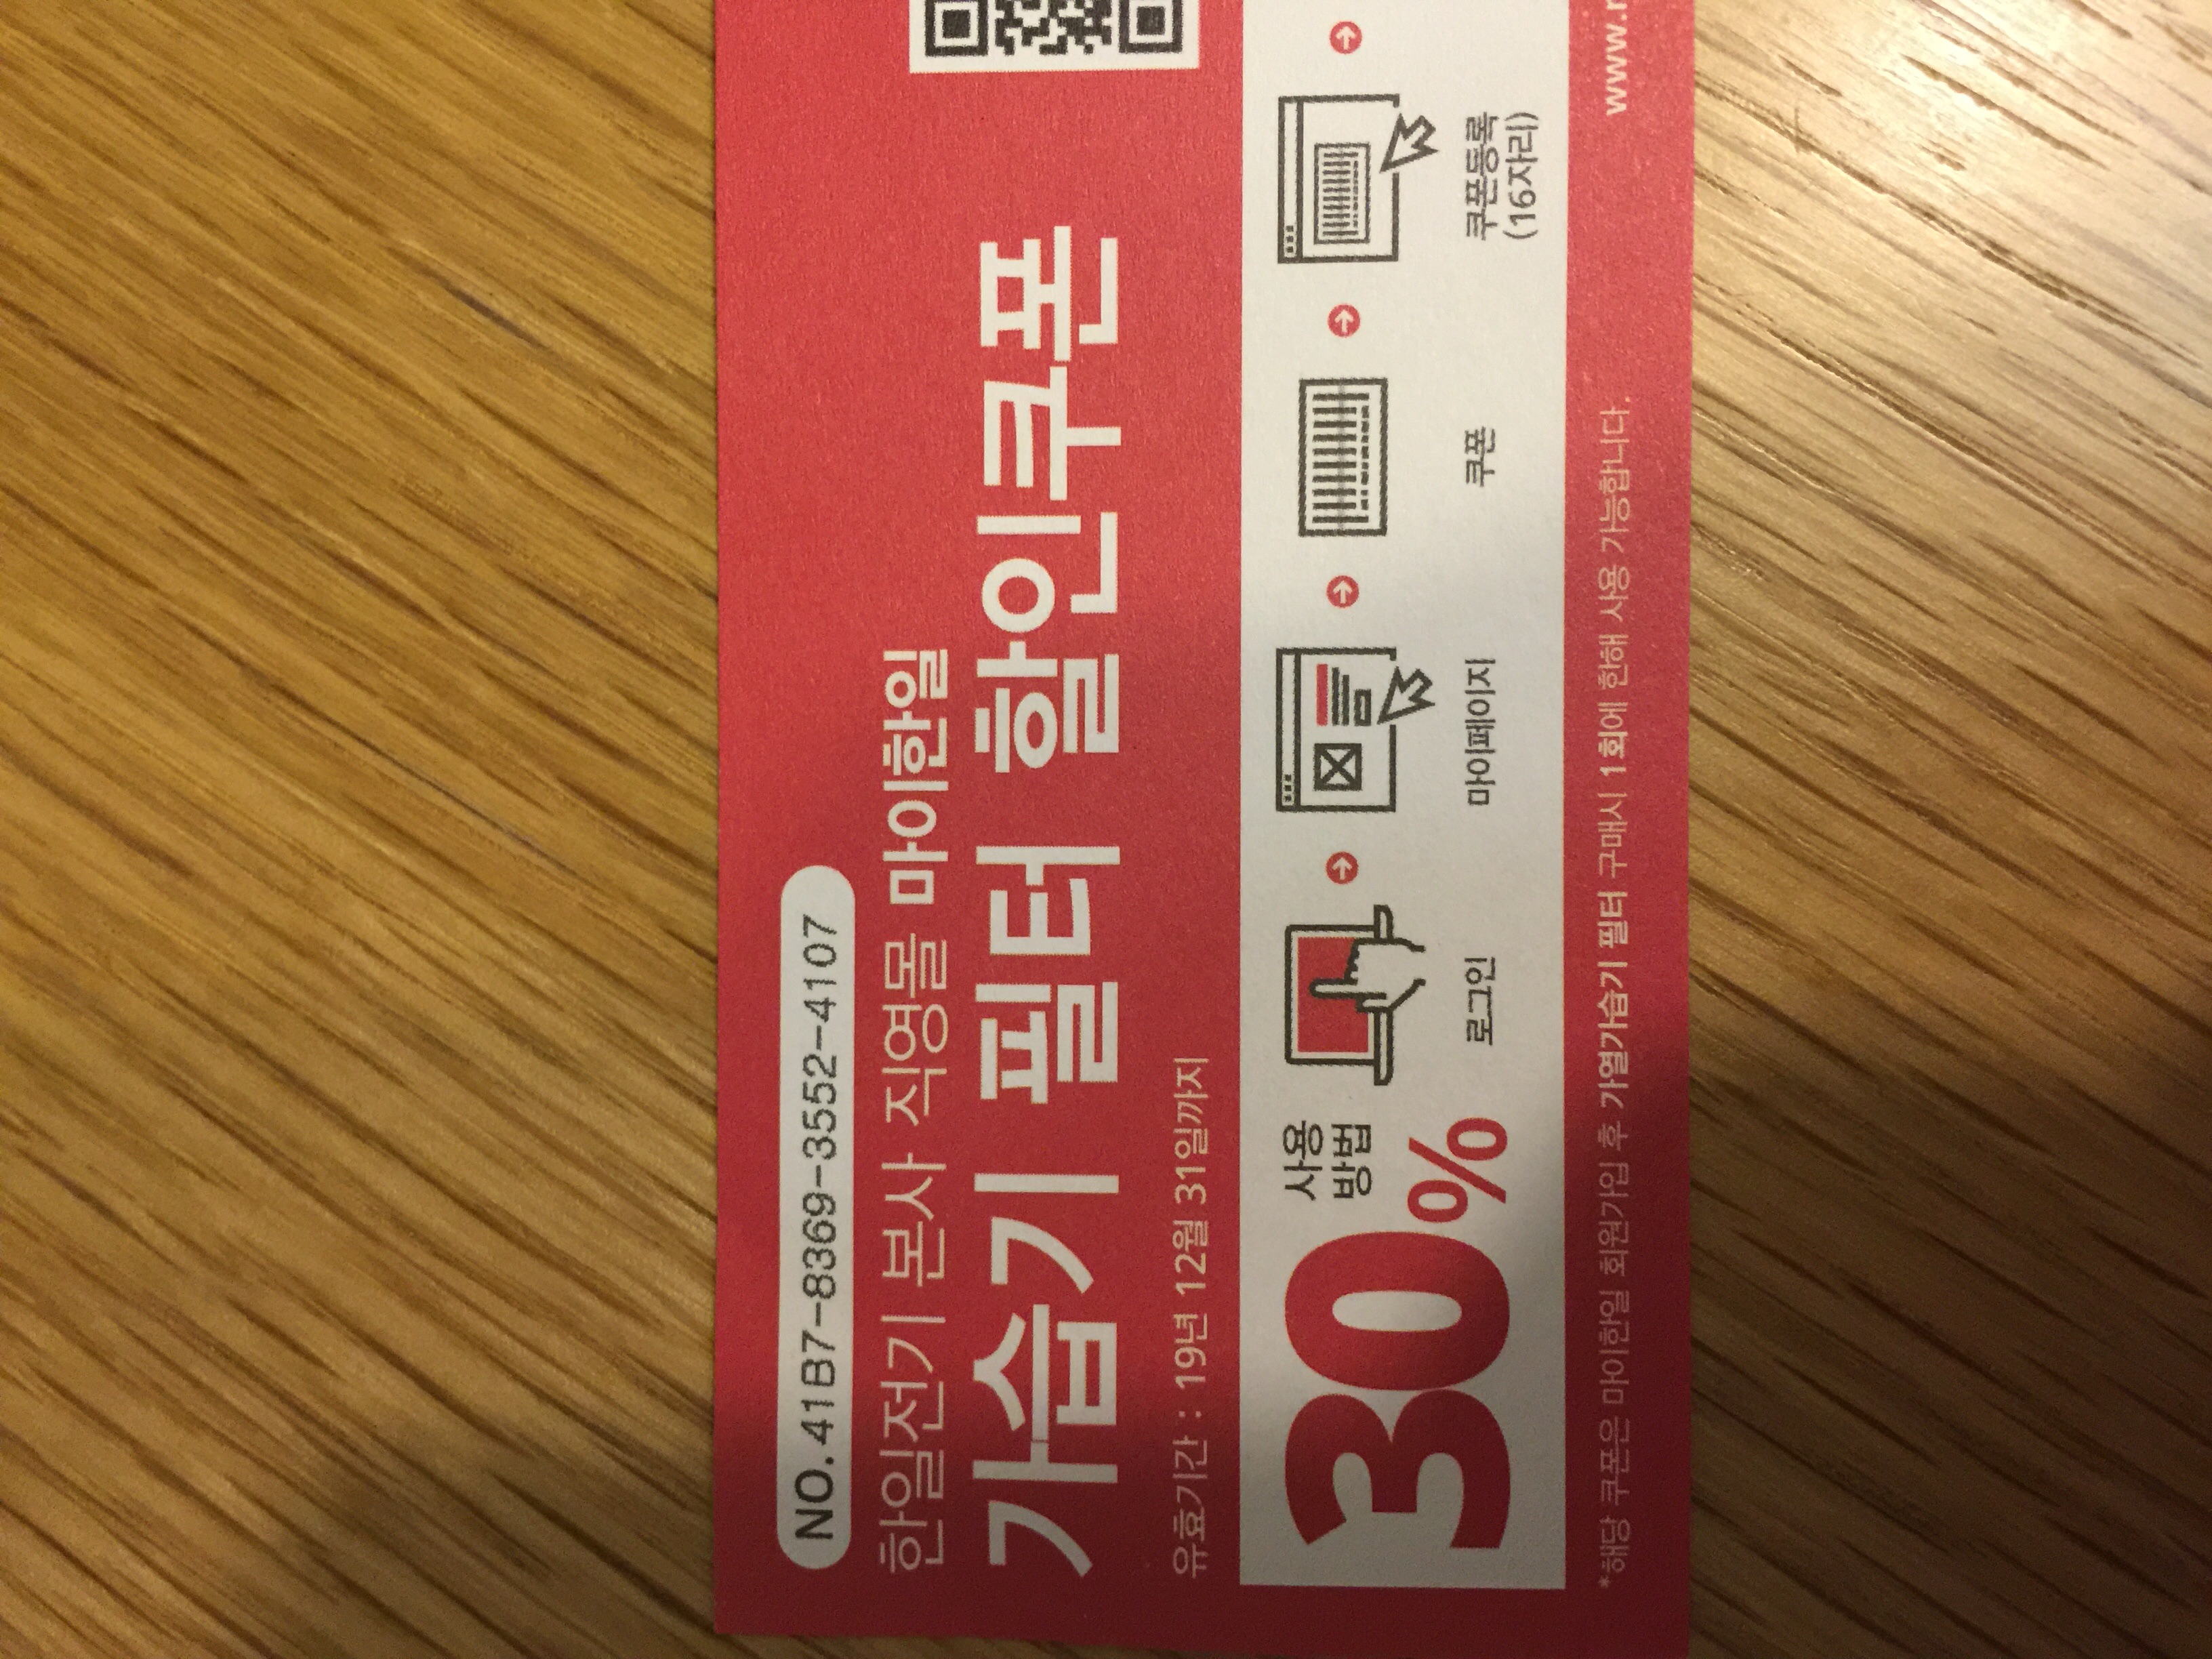 NO. 41B7-8369-3552-4107
한일전기 본사 직영몰 마이한일
가습기 필터 할인쿠폰
유효기간 : 19년 12월 31일까지
30%
사용
방법
로그인
마이페이지
쿠폰
쿠폰등록
(16자리)
*해당 쿠폰은 마이한일 회원가입 후 가열가습기 필터 구매시 1회에 한해 사용 가능합니다.
www.